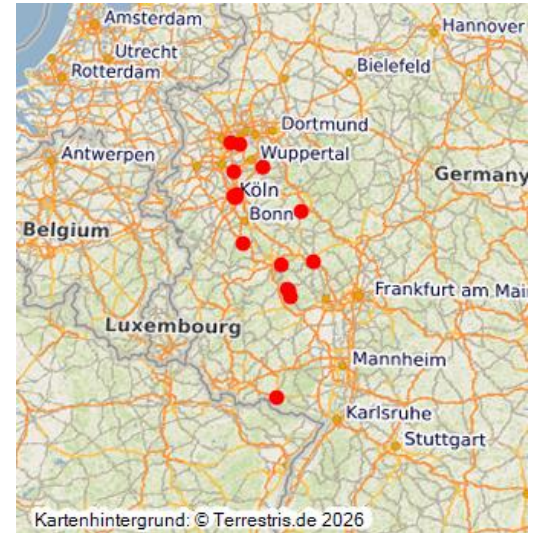 Amsterdam
Hannover
Utrecht
Bielefeld
Rotterdam
Dortmund
Antwerpen
Wuppertal
Germany
Köln
Bonn
Belgium
Frankfurt am Mai
Luxembourg
Mannheim
Karlsruhe
Stuttgart
Kartenhintergrund: © Terrestris.de 2026